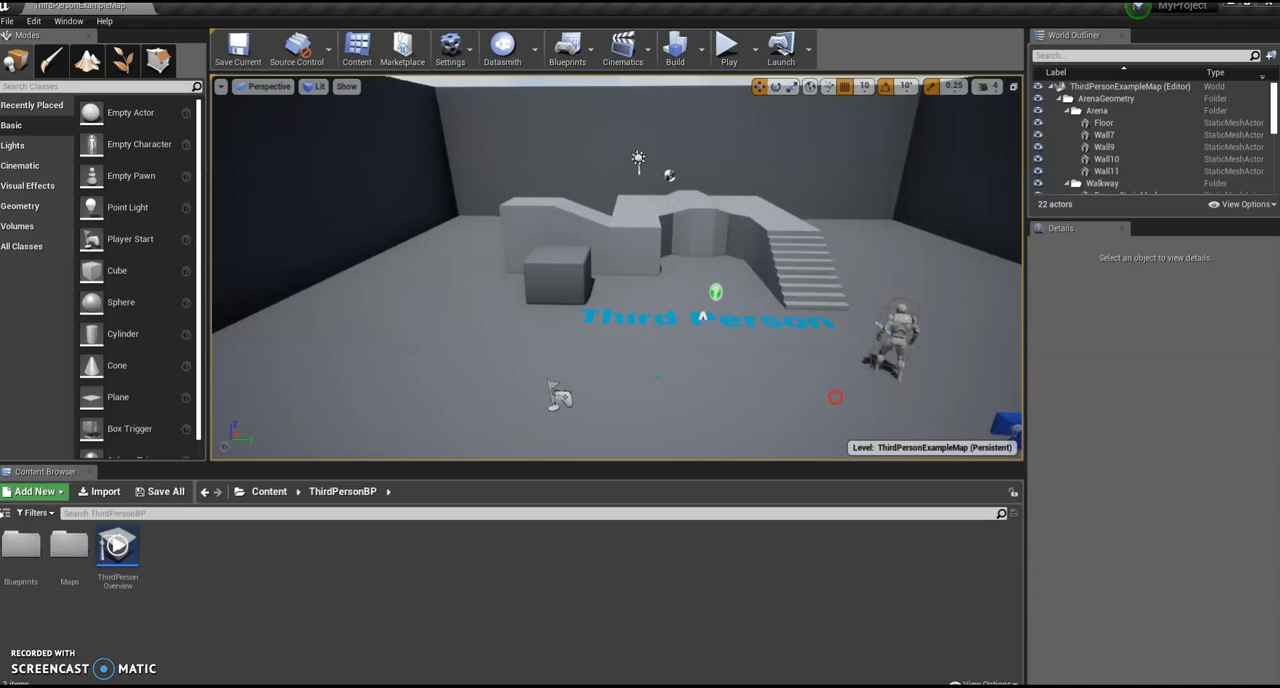 ThirdPersonExampleMap
MyProject
File Edit Window Help
Modes
Search Classes
Recently Placed
Basic
Lights
Cinematic
Visual Effects
Geometry
Volumes
All Classes
Empty Actor
Empty Character
Empty Pawn
Point Light
Player Start
Cube
Sphere
Cylinder
Cone
Plane
Box Trigger
Save Current Source Control Content Marketplace Settings Datasmith Blueprints Cinematics Build Play Launch
Perspective Lit Show
10 10° 0.25 4
Third Person
Z
Y
Level: ThirdPersonExampleMap (Persistent)
World Outliner
Search...
Label Type
ThirdPersonExampleMap (Editor) World
ArenaGeometry Folder
Arena Folder
Floor StaticMeshActor
Wall7 StaticMeshActor
Wall9 StaticMeshActor
Wall10 StaticMeshActor
Wall11 StaticMeshActor
Walkway Folder
22 actors View Options
Details
Select an object to view details.
Content Browser
Add New Import Save All Content ThirdPersonBP
Filters Search ThirdPersonBP
Blueprints
Maps
ThirdPerson
Overview
RECORDED WITH
SCREENCAST MATIC
3 items
View Options